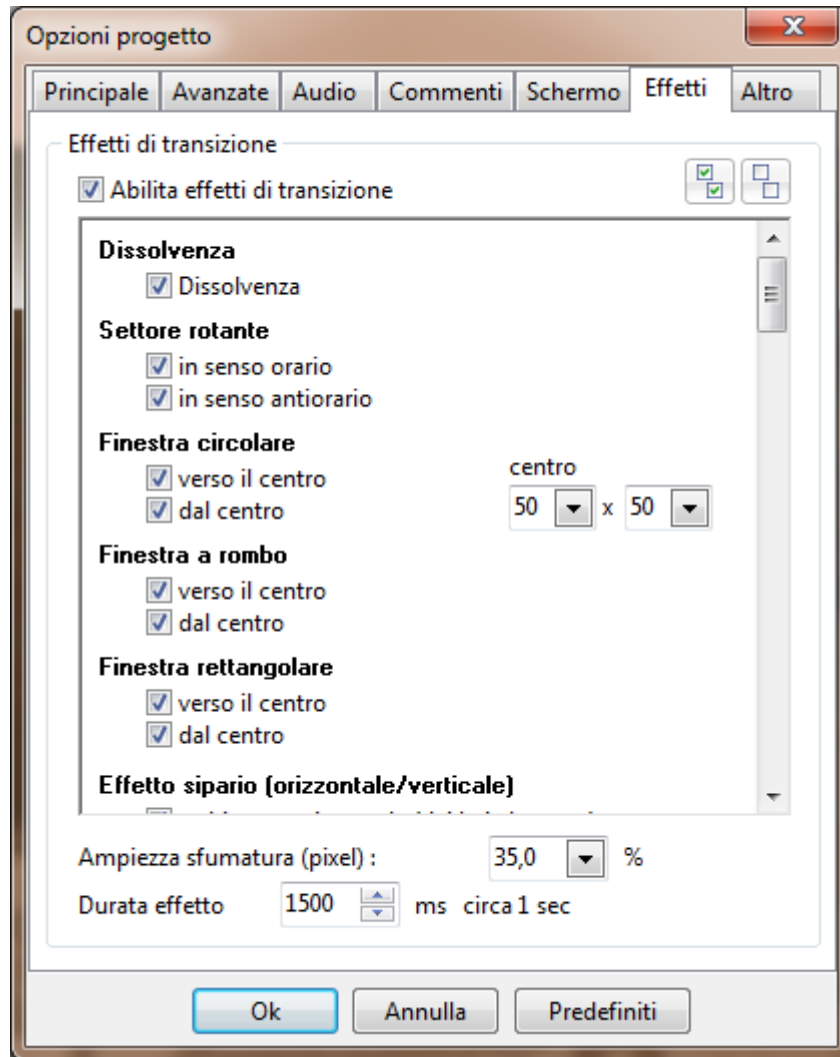 Opzioni progetto
Principale Avanzate Audio Commenti Schermo Effetti Altro
Effetti di transizione
Abilita effetti di transizione
Dissolvenza
Dissolvenza
Settore rotante
in senso orario
in senso antiorario
Finestra circolare
centro
verso il centro
50 x 50
dal centro
Finestra a rombo
verso il centro
dal centro
Finestra rettangolare
verso il centro
dal centro
Effetto sipario (orizzontale/verticale)
Ampiezza sfumatura (pixel) : 35,0 %
Durata effetto 1500 ms circa 1 sec
Ok Annulla Predefiniti